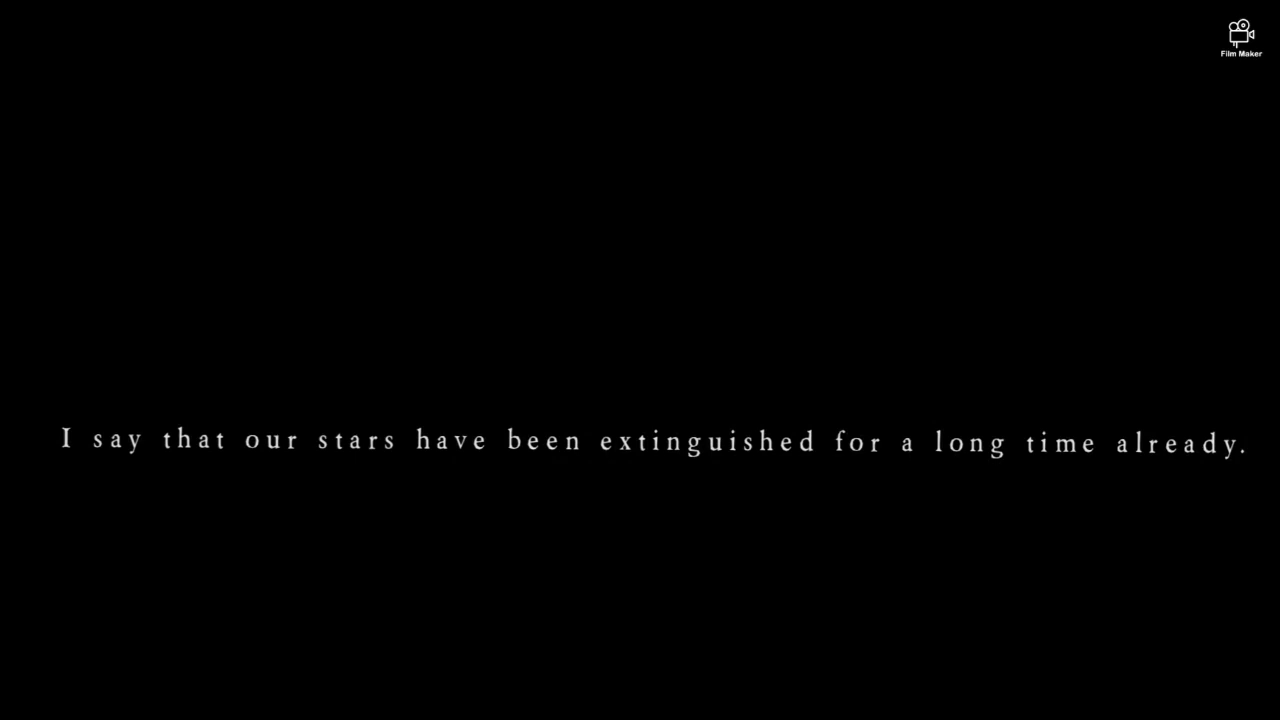 Film Maker
I say that our stars have been extinguished for a long time already.